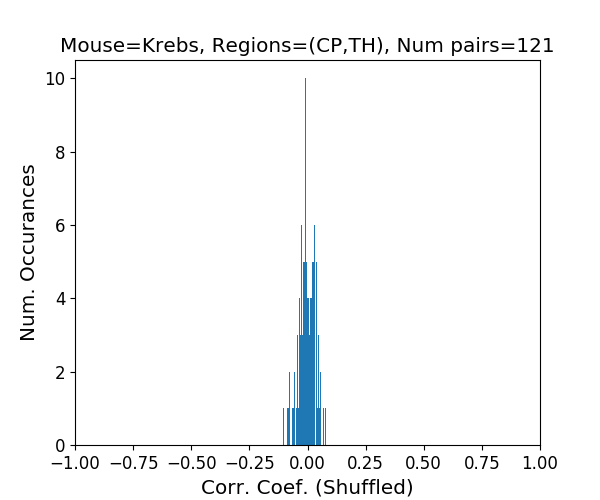 Mouse=Krebs, Regions=(CP,TH), Num pairs=121
10
8
6
4
2
0
Num. Occurances
−1.00 −0.75 −0.50 −0.25 0.00 0.25 0.50 0.75 1.00
Corr. Coef. (Shuffled)